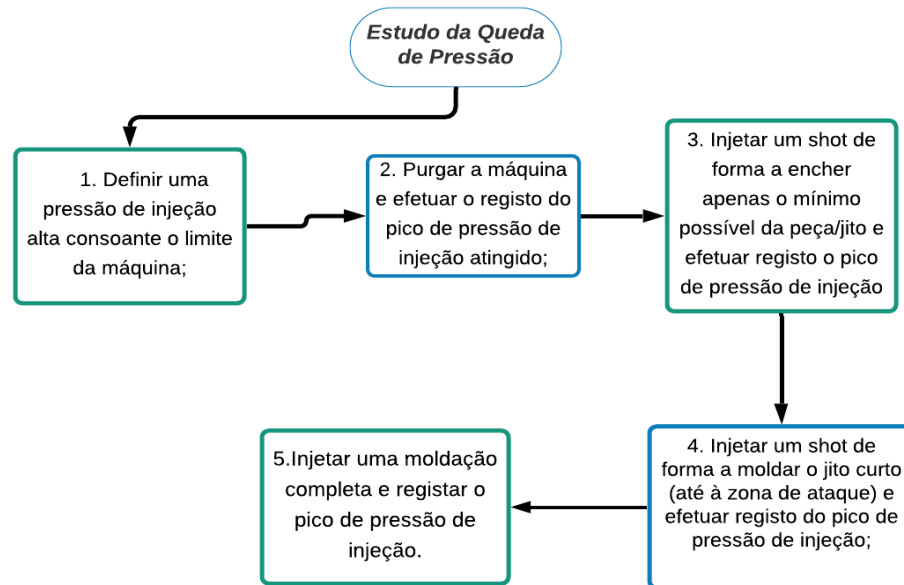 Estudo da Queda
de Pressão
1. Definir uma
pressão de injeção
alta consoante o limite
da máquina;
2. Purgar a máquina
e efetuar o registo do
pico de pressão de
injeção atingido;
3. Injetar um shot de
forma a encher
apenas o mínimo
possível da peça/jito e
efetuar registo o pico
de pressão de injeção
4. Injetar um shot de
forma a moldar o jito curto
(até à zona de ataque) e
efetuar registo do pico de
pressão de injeção;
5.Injetar uma moldação
completa e registar o
pico de pressão de
injeção.